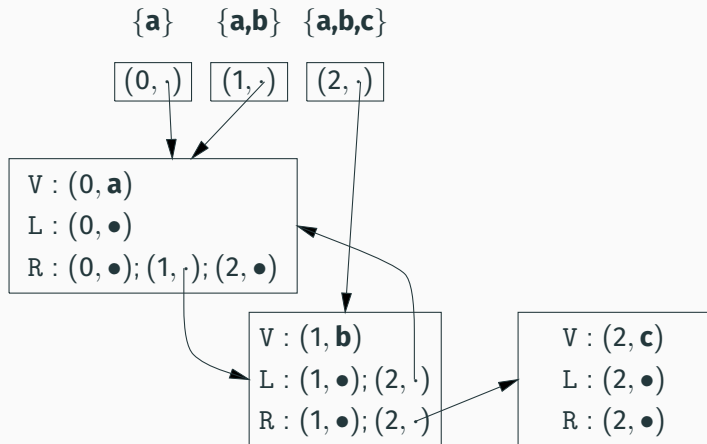 {a} {a,b} {a,b,c}
(0, ·) (1, ·) (2, ·)
V : (0, a)
L : (0, •)
R : (0, •); (1, ·); (2, •)
V : (1, b)
L : (1, •); (2, ·)
R : (1, •); (2, ·)
V : (2, c)
L : (2, •)
R : (2, •)